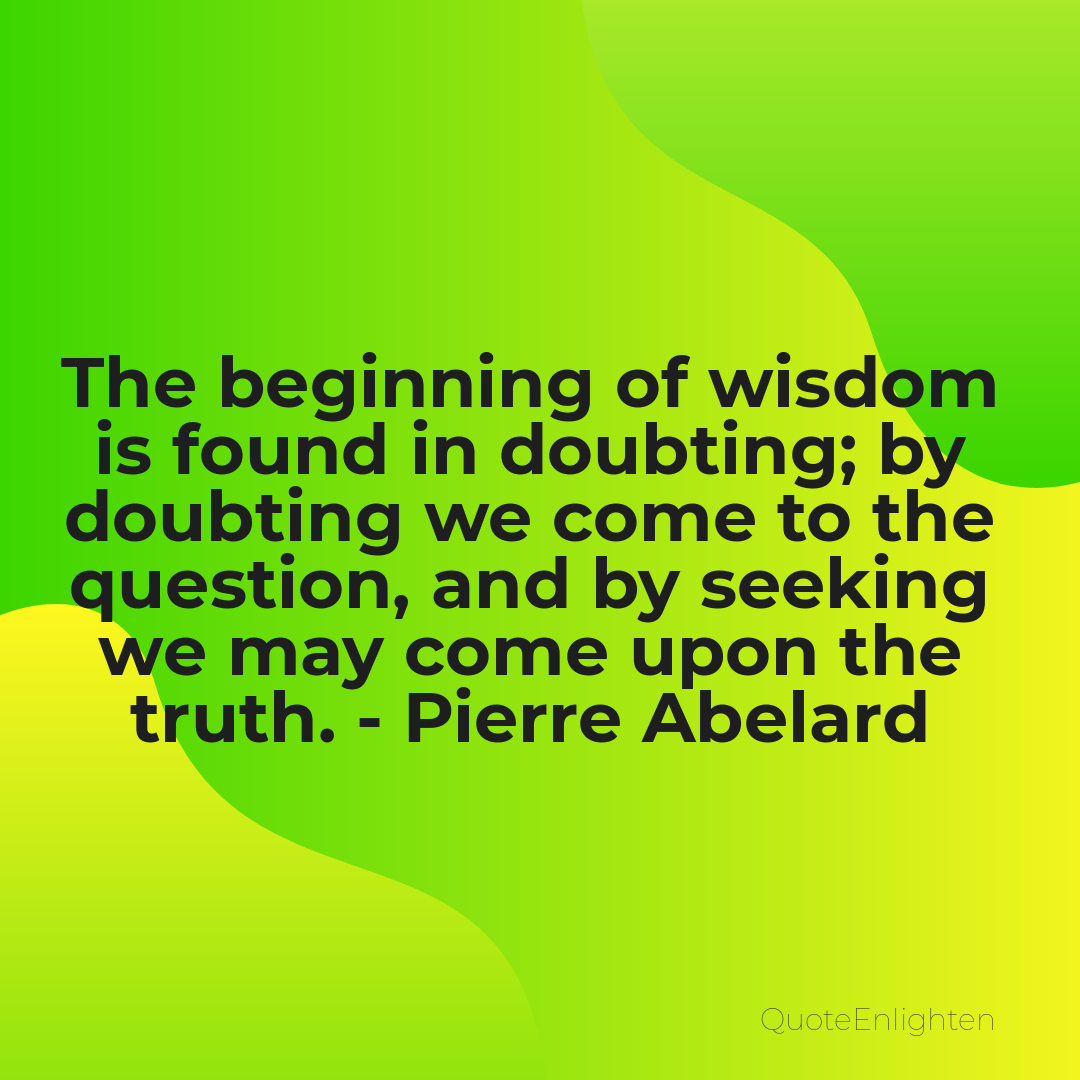 The beginning of wisdom
is found in doubting; by
doubting we come to the
question, and by seeking
we may come upon the
truth. - Pierre Abelard
QuoteEnlighten